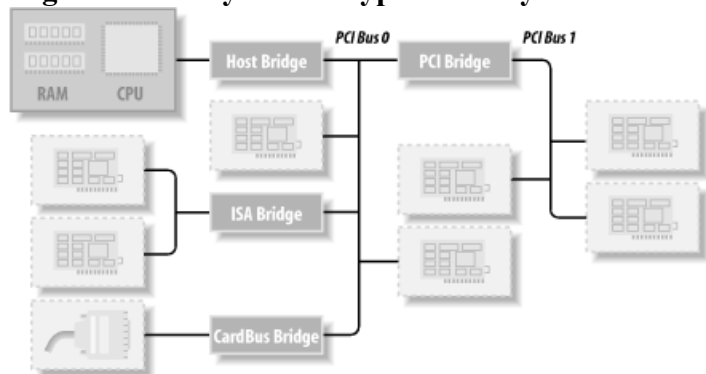 PCI Bus 0
PCI Bus 1
Host Bridge
PCI Bridge
RAM
CPU
ISA Bridge
CardBus Bridge